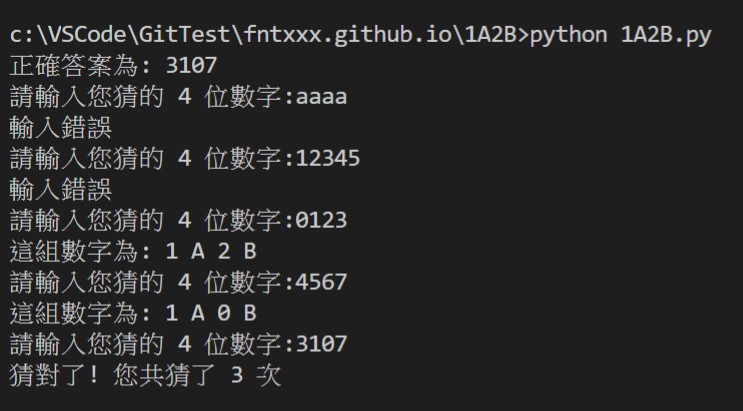 c:\VSCode\GitTest\fntxxx.github.io\1A2B>python 1A2B.py
正確答案為: 3107
請輸入您猜的 4 位數字:aaaa
輸入錯誤
請輸入您猜的 4 位數字:12345
輸入錯誤
請輸入您猜的 4 位數字:0123
這組數字為: 1 A 2 B
請輸入您猜的 4 位數字:4567
這組數字為: 1 A 0 B
請輸入您猜的 4 位數字:3107
猜對了! 您共猜了 3 次